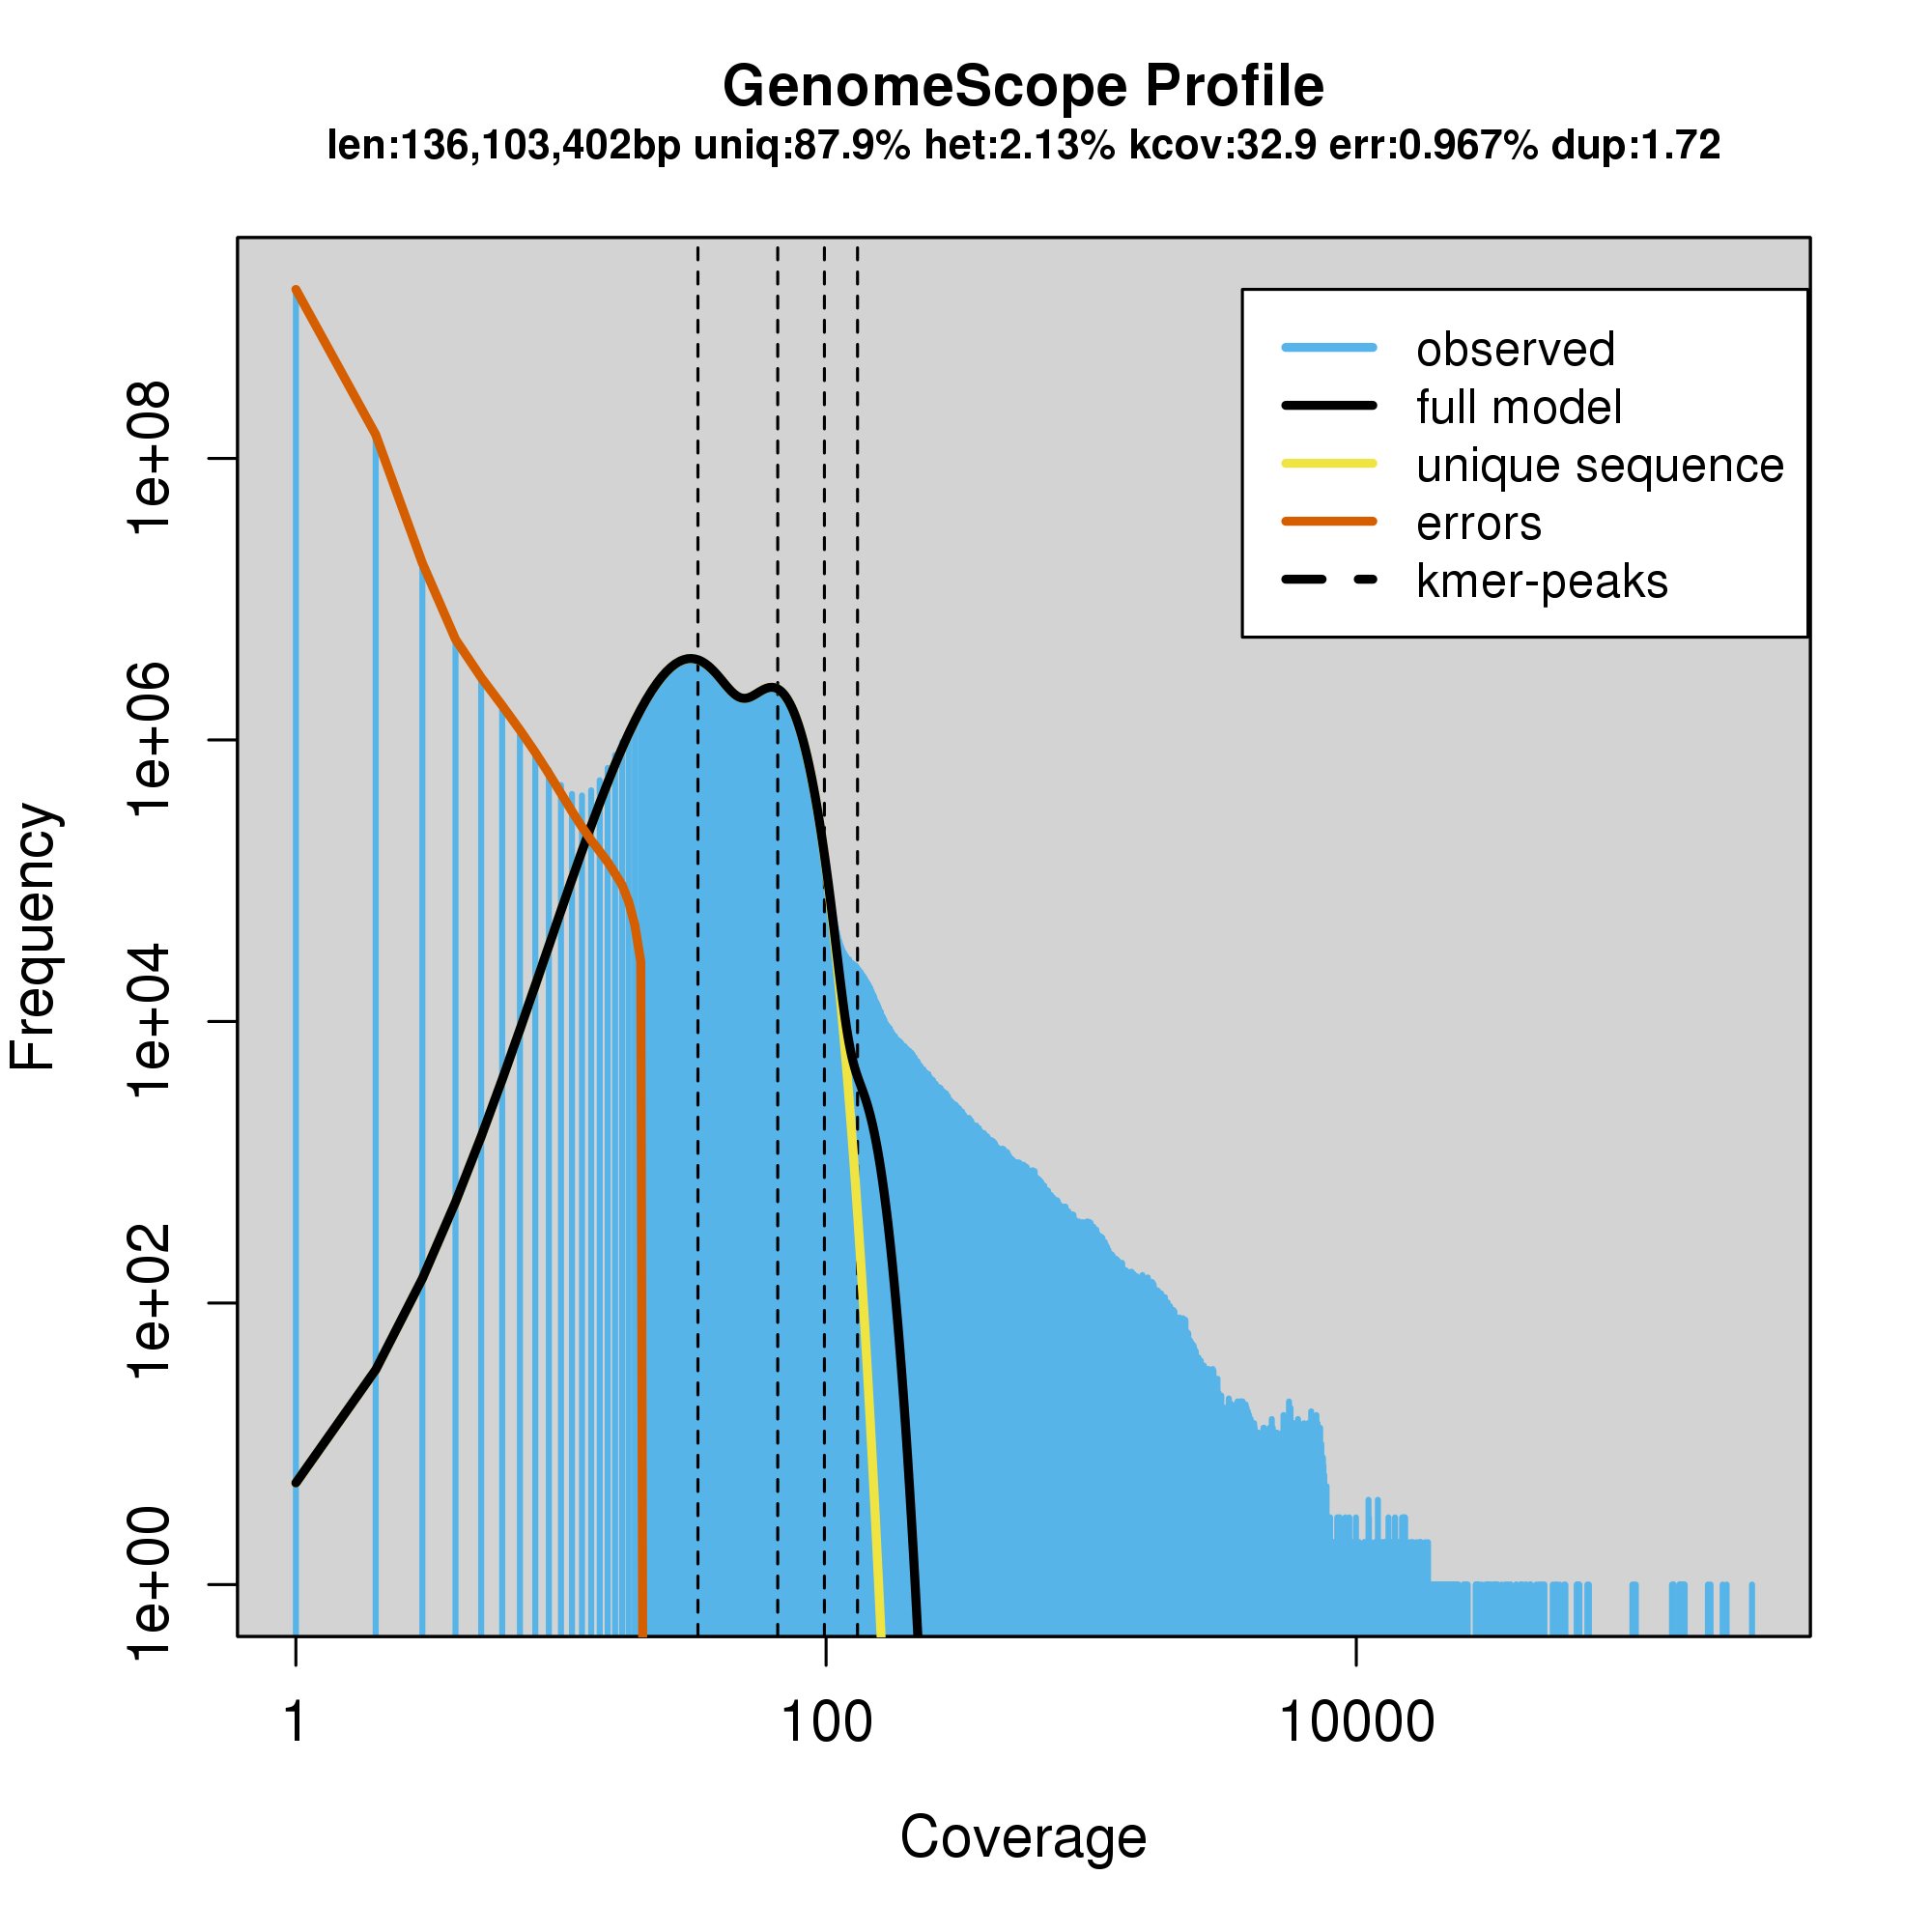 GenomeScope Profile
len:136,103,402bp uniq:87.9% het:2.13% kcov:32.9 err:0.967% dup:1.72
observed
full model
unique sequence
errors
kmer-peaks
Frequency
1e+08
1e+06
1e+04
1e+02
1e+00
1
100
10000
Coverage